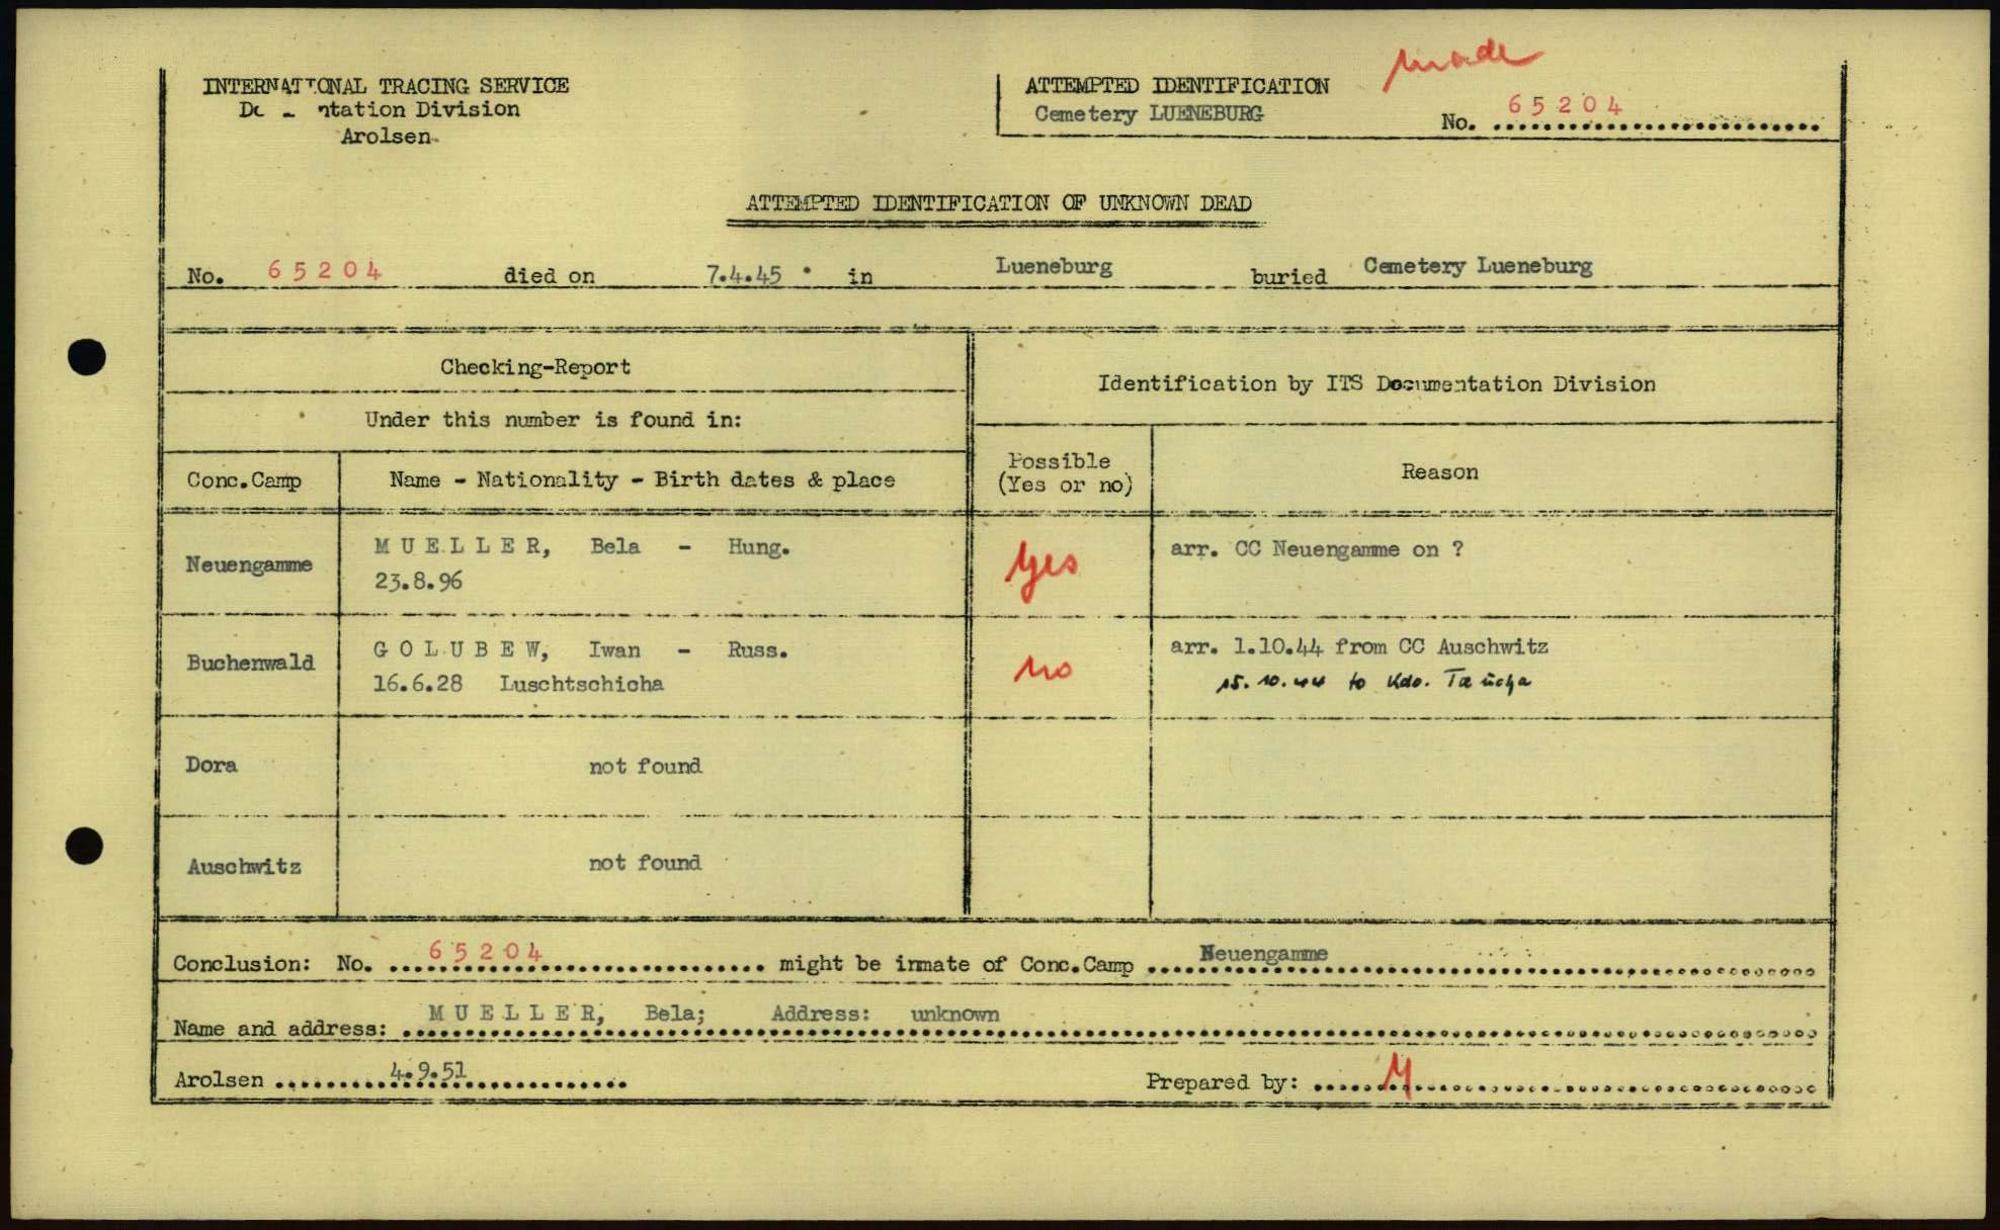 INTERNATIONAL TRACING SERVICE
Documentation Division
Arolsen
ATTEMPTED IDENTIFICATION
Cemetery LUENEBURG
made
No. 65204
ATTEMPTED IDENTIFICATION OF UNKNOWN DEAD
No. 65204 died on 7.4.45 in Lueneburg buried Cemetery Lueneburg
Checking-Report
Identification by ITS Documentation Division
Under this number is found in:
Conc.Camp
Name - Nationality - Birth dates & place
Possible
(Yes or no)
Reason
Neuengamme
M U E L L E R, Bela - Hung.
23.8.96
Yes
arr. CC Neuengamme on ?
Buchenwald
G O L U B E W, Iwan - Russ.
16.6.28 Luschtschicha
no
arr. 1.10.44 from CC Auschwitz
15.10.44 to Kdo. Taucha
Dora
not found
Auschwitz
not found
Conclusion: No. 65204 might be inmate of Conc.Camp Neuengamme
Name and address: M U E L L E R, Bela; Address: unknown
Arolsen 4.9.51 Prepared by: